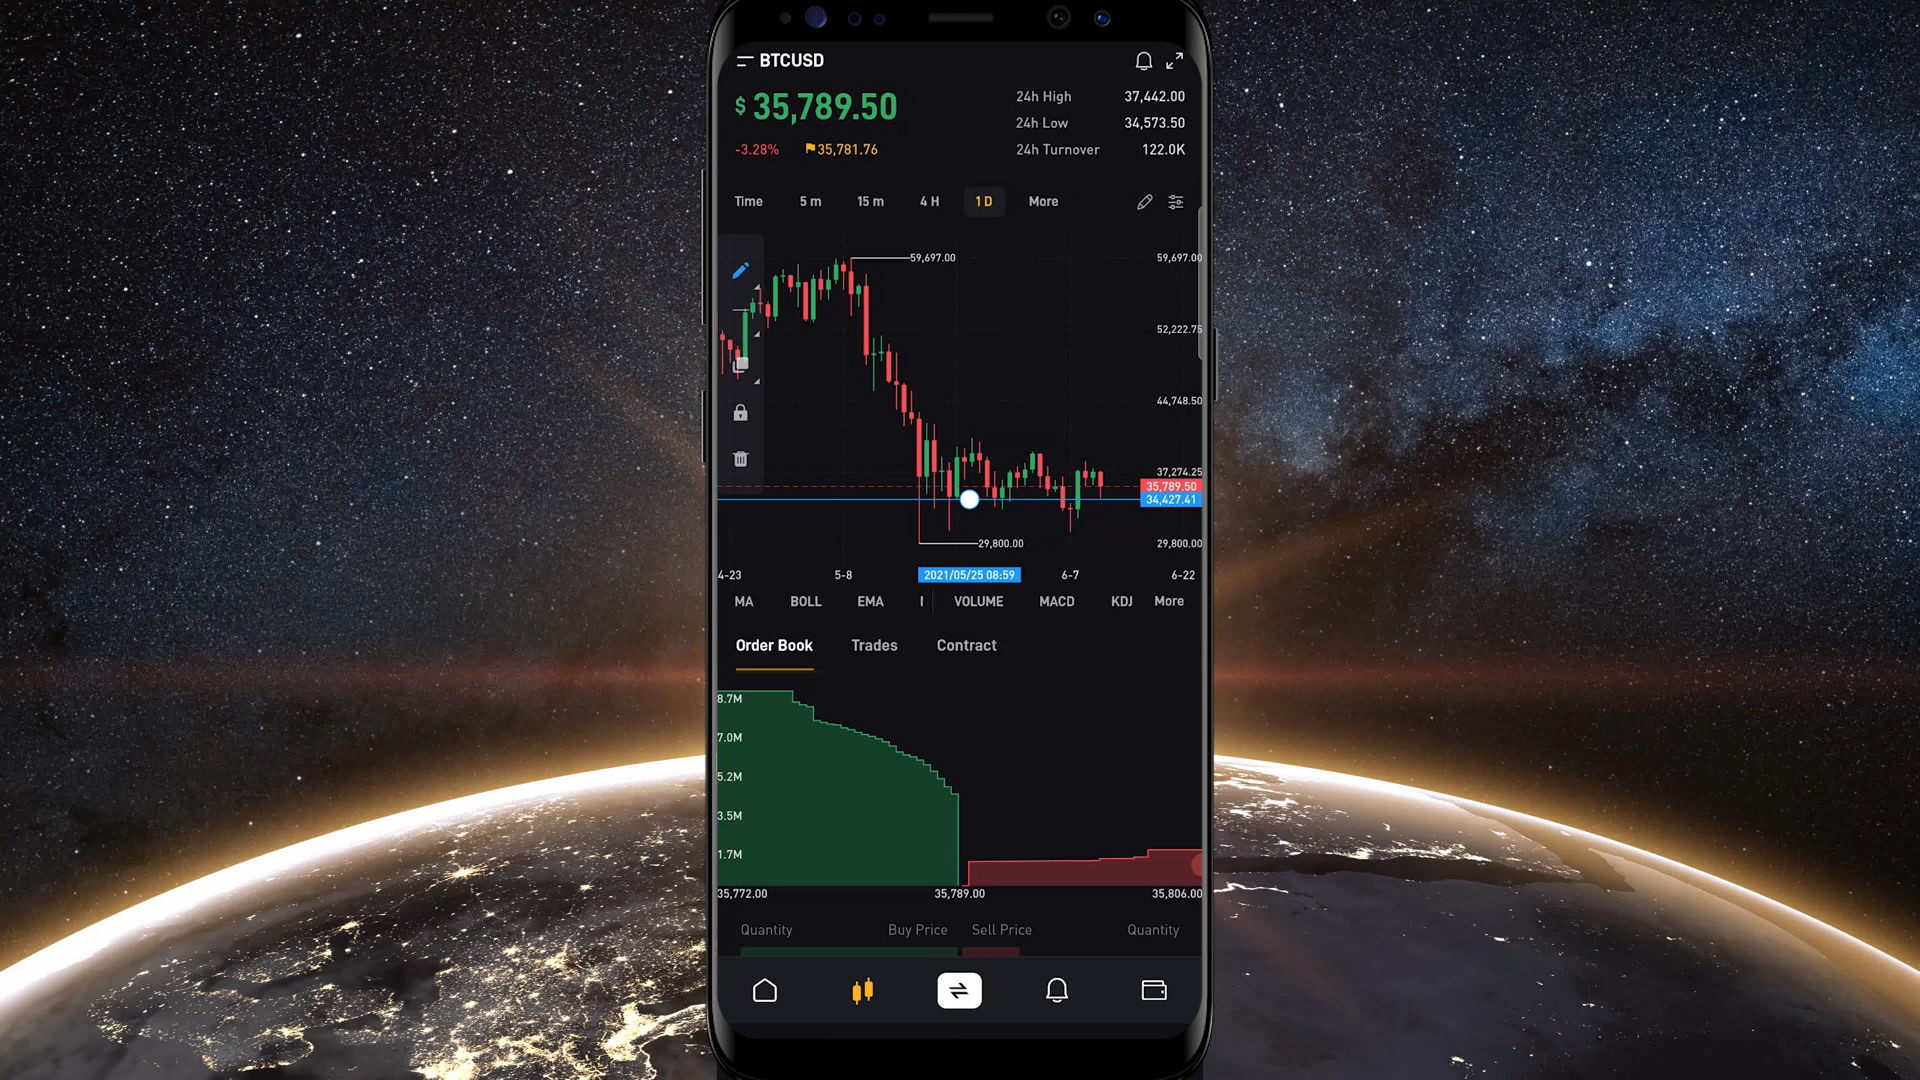 BTCUSD
$ 35,789.50
-3.28% 35,781.76
24h High 37,442.00
24h Low 34,573.50
24h Turnover 122.0K
Time 5 m 15 m 4 H 1 D More
59,697.00
59,697.00
52,222.75
44,748.50
37,274.25
35,789.50
34,427.41
29,800.00
29,800.00
4-23 5-8 2021/05/25 08:59 6-7 6-22
MA BOLL EMA I VOLUME MACD KDJ More
Order Book Trades Contract
8.7M
7.0M
5.2M
3.5M
1.7M
35,772.00 35,789.00 35,806.00
Quantity Buy Price Sell Price Quantity